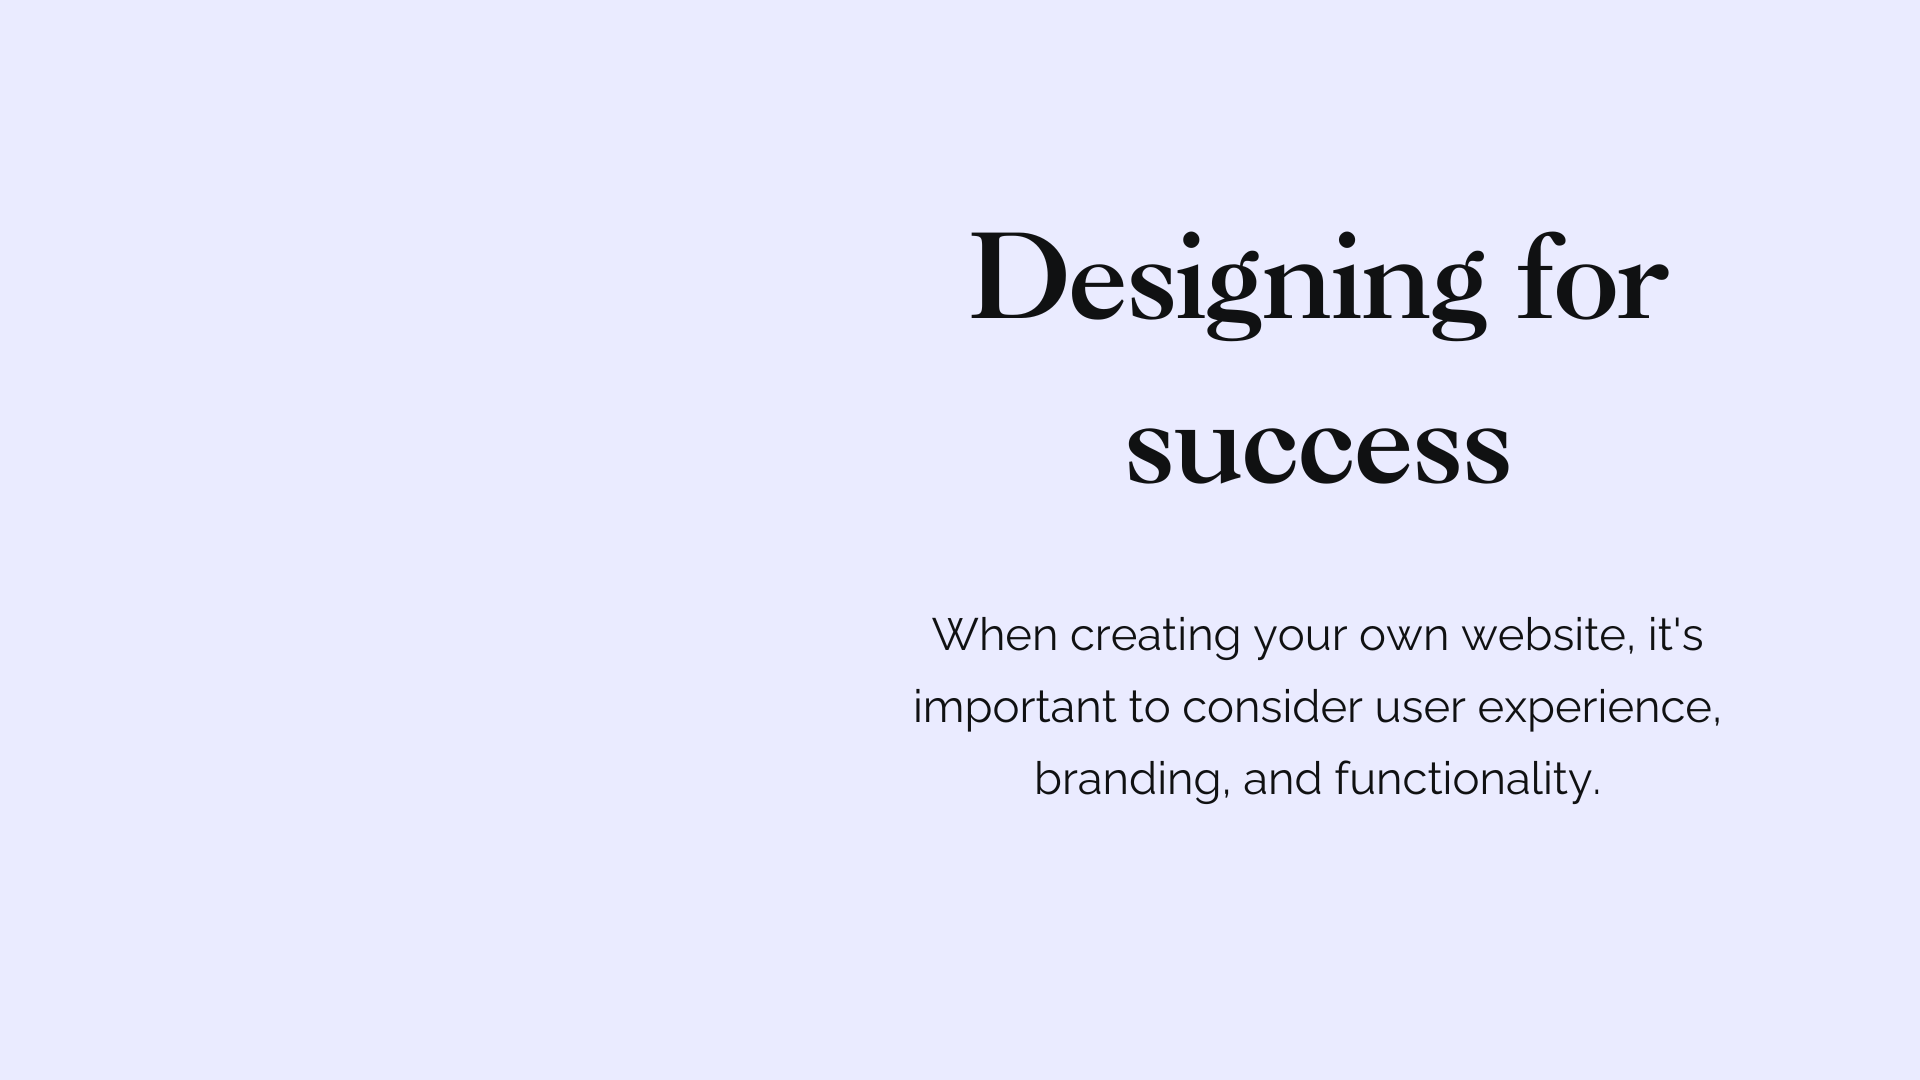 Designing for
success
When creating your own website, it's
important to consider user experience,
branding, and functionality.